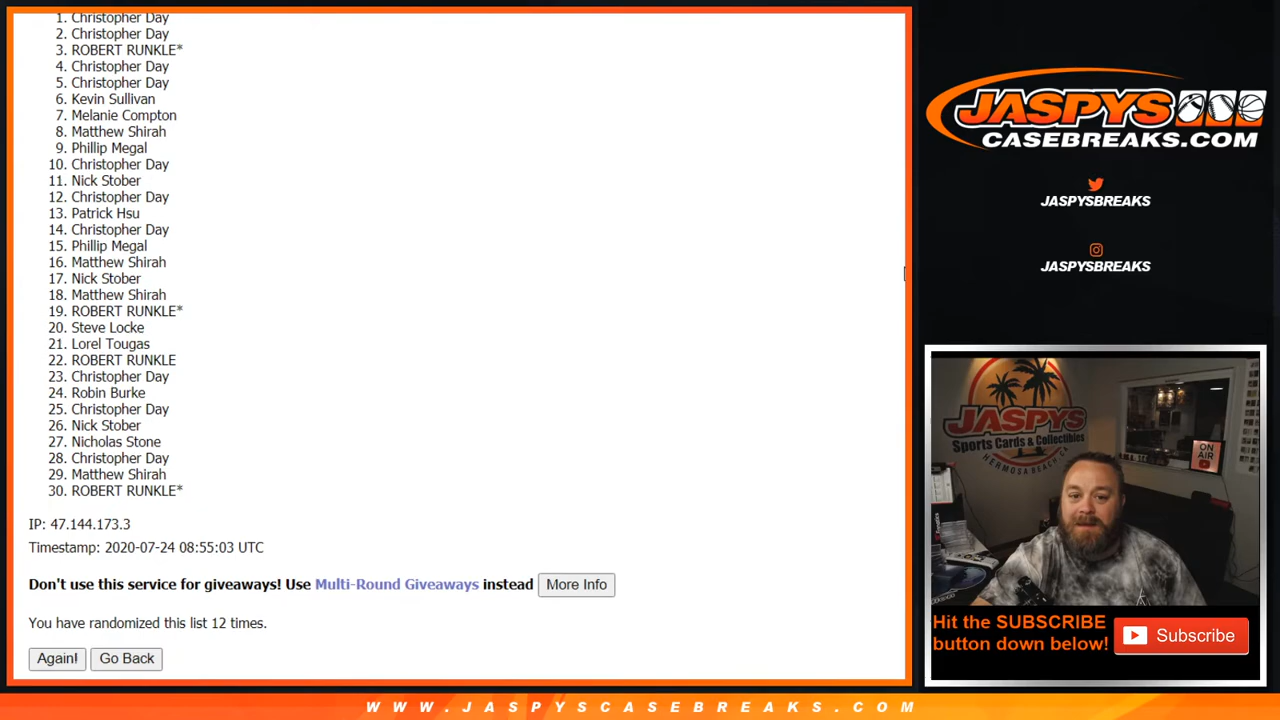 1. Christopher Day
2. Christopher Day
3. ROBERT RUNKLE*
4. Christopher Day
5. Christopher Day
6. Kevin Sullivan
7. Melanie Compton
8. Matthew Shirah
9. Phillip Megal
10. Christopher Day
11. Nick Stober
12. Christopher Day
13. Patrick Hsu
14. Christopher Day
15. Phillip Megal
16. Matthew Shirah
17. Nick Stober
18. Matthew Shirah
19. ROBERT RUNKLE*
20. Steve Locke
21. Lorel Tougas
22. ROBERT RUNKLE
23. Christopher Day
24. Robin Burke
25. Christopher Day
26. Nick Stober
27. Nicholas Stone
28. Christopher Day
29. Matthew Shirah
30. ROBERT RUNKLE*
IP: 47.144.173.3
Timestamp: 2020-07-24 08:55:03 UTC
Don't use this service for giveaways! Use Multi-Round Giveaways instead More Info
You have randomized this list 12 times.
Again! Go Back
JASPYS
CASEBREAKS.COM
JASPYSBREAKS
JASPYSBREAKS
JASPYS
Sports Cards & Collectibles
HERMOSA BEACH CA
ON AIR
Hit the SUBSCRIBE
button down below!
Subscribe
WWW.JASPYSCASEBREAKS.COM